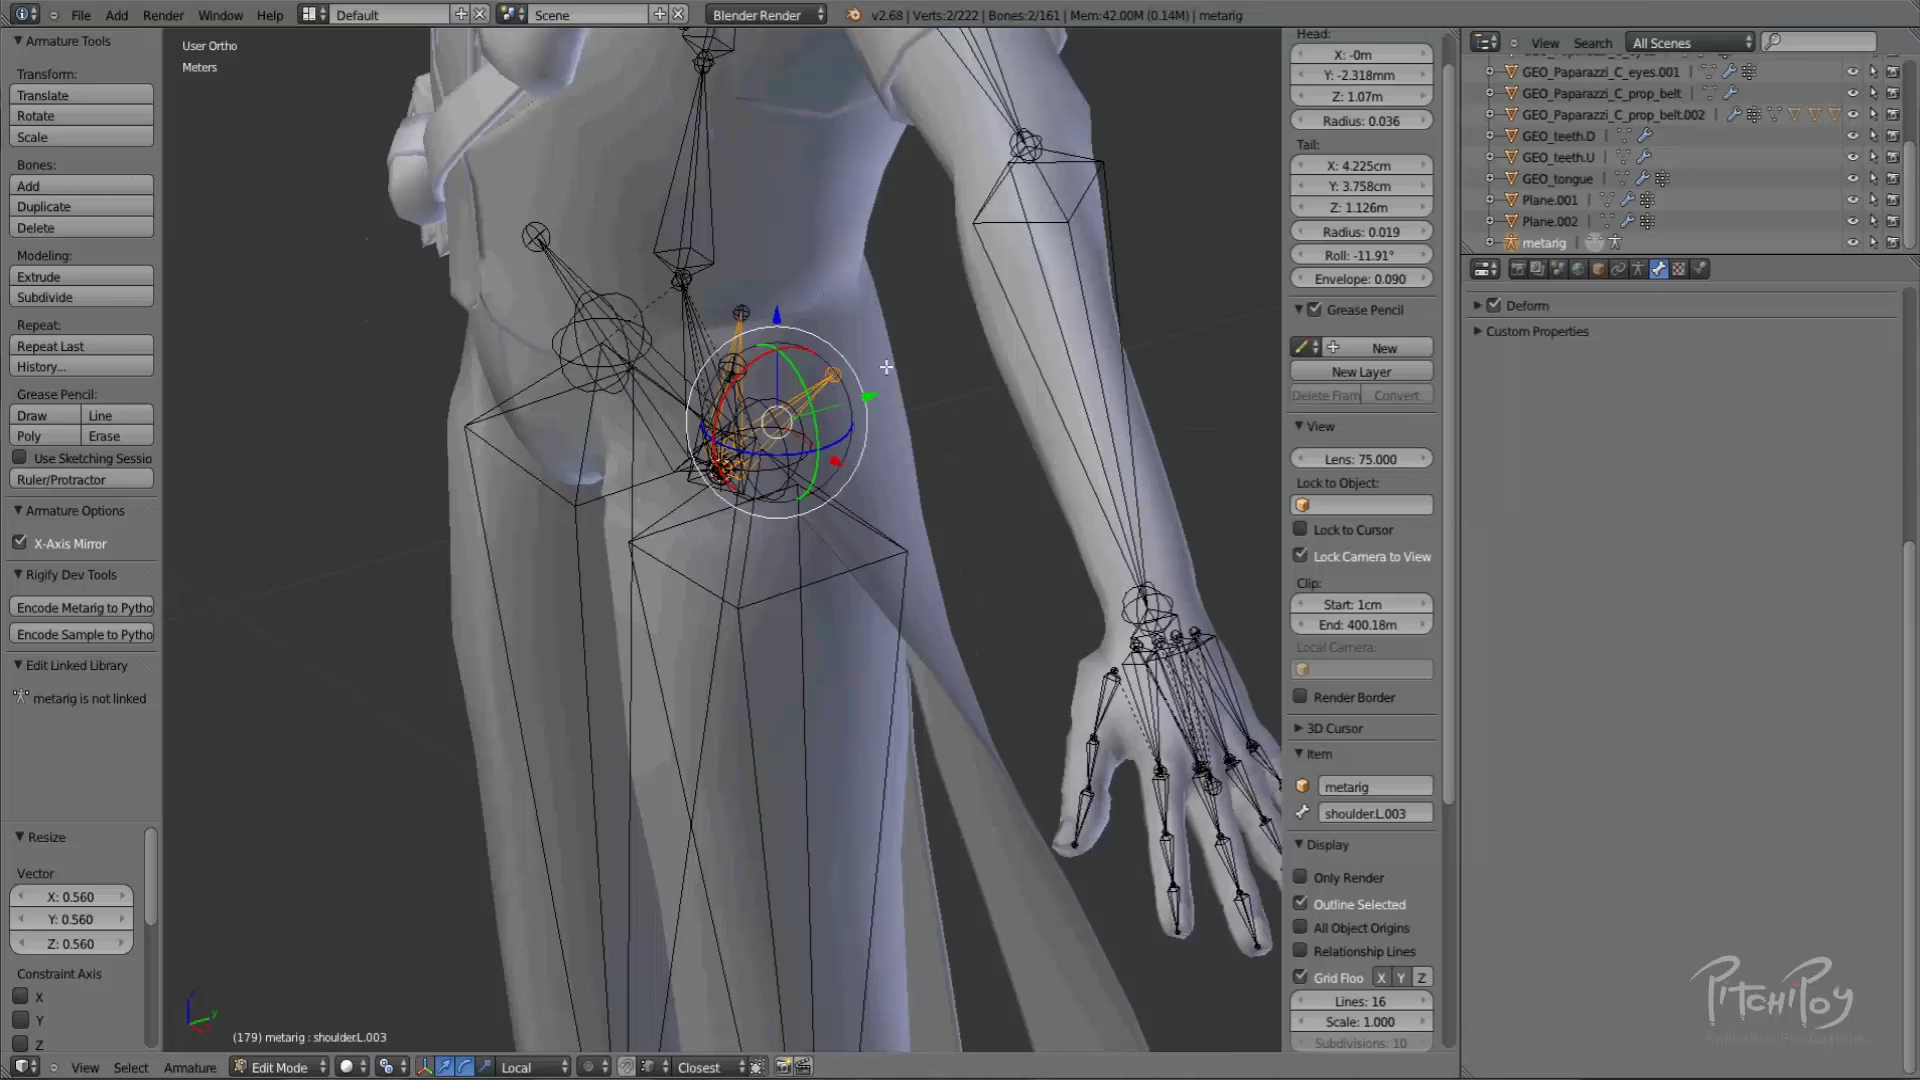 File Add Render Window Help Default Scene Blender Render v2.68 | Verts:2/222 | Bones:2/161 | Mem:42.00M (0.14M) | metarig
Armature Tools
Transform:
Translate
Rotate
Scale
Bones:
Add
Duplicate
Delete
Modeling:
Extrude
Subdivide
Repeat:
Repeat Last
History...
Grease Pencil:
Draw Line
Poly Erase
Use Sketching Sessio
Ruler/Protractor
Armature Options
X-Axis Mirror
Rigify Dev Tools
Encode Metarig to Pytho
Encode Sample to Pytho
Edit Linked Library
metarig is not linked
Resize
Vector
X: 0.560
Y: 0.560
Z: 0.560
Constraint Axis
X
Y
Z
User Ortho
Meters
(179) metarig : shoulder.L.003
View Select Armature Edit Mode Local Closest
Head:
X: -0m
Y: -2.318mm
Z: 1.07m
Radius: 0.036
Tail:
X: 4.225cm
Y: 3.758cm
Z: 1.126m
Radius: 0.019
Roll: -11.91°
Envelope: 0.090
Grease Pencil
New
New Layer
Delete Fram Convert
View
Lens: 75.000
Lock to Object:
Lock to Cursor
Lock Camera to View
Clip:
Start: 1cm
End: 400.18m
Local Camera:
Render Border
3D Cursor
Item
metarig
shoulder.L.003
Display
Only Render
Outline Selected
All Object Origins
Relationship Lines
Grid Floo X Y Z
Lines: 16
Scale: 1.000
Subdivisions: 10
View Search All Scenes
GEO_Paparazzi_C_eyes.001
GEO_Paparazzi_C_prop_belt
GEO_Paparazzi_C_prop_belt.002
GEO_teeth.D
GEO_teeth.U
GEO_tongue
Plane.001
Plane.002
metarig
Deform
Custom Properties
PitchiPoy